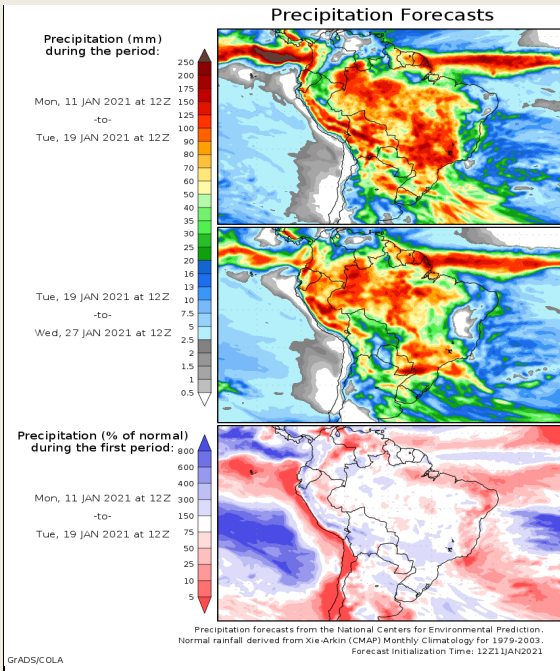 Precipitation Forecasts
Precipitation (mm)
during the period:
Mon, 11 JAN 2021 at 12Z
-to-
Tue, 19 JAN 2021 at 12Z
250
200
175
150
125
100
90
80
70
60
50
40
35
30
25
20
16
13
10
7.5
5
2.5
2
1.5
1
0.5
Tue, 19 JAN 2021 at 12Z
-to-
Wed, 27 JAN 2021 at 12Z
Precipitation (% of normal)
during the first period:
Mon, 11 JAN 2021 at 12Z
-to-
Tue, 19 JAN 2021 at 12Z
800
600
400
300
150
75
50
25
10
5
Precipitation forecasts from the National Centers for Environmental Prediction.
Normal rainfall derived from Xie-Arkin (CMAP) Monthly Climatology for 1979-2003.
Forecast Initialization Time: 12Z11JAN2021
GrADS/COLA